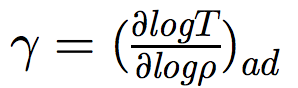 γ = (∂logT/∂logρ)_ad